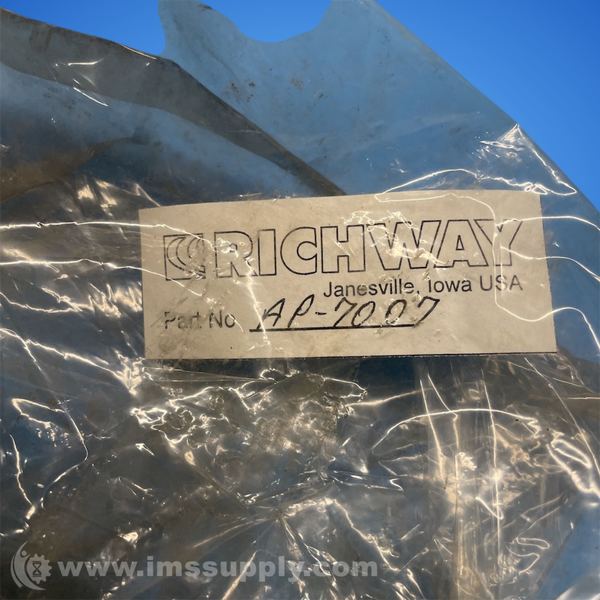 RICHWAY
Janesville, Iowa USA
Part No AP-7007
www.imssupply.com